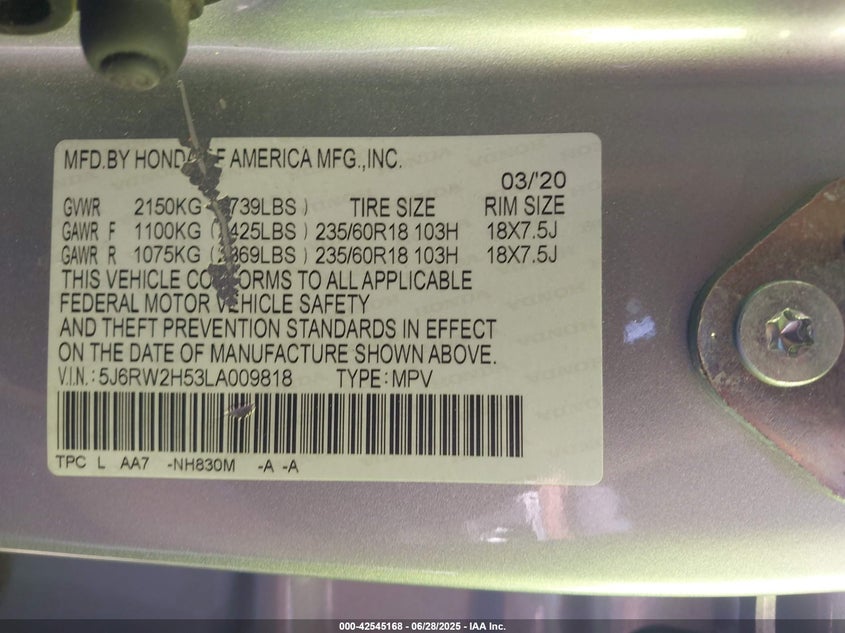 MFD.BY HONDA OF AMERICA MFG.,INC.
03/'20
GVWR 2150KG ( 739LBS ) TIRE SIZE RIM SIZE
GAWR F 1100KG ( 425LBS ) 235/60R18 103H 18X7.5J
GAWR R 1075KG ( 369LBS ) 235/60R18 103H 18X7.5J
THIS VEHICLE CONFORMS TO ALL APPLICABLE
FEDERAL MOTOR VEHICLE SAFETY
AND THEFT PREVENTION STANDARDS IN EFFECT
ON THE DATE OF MANUFACTURE SHOWN ABOVE.
V.I.N.: 5J6RW2H53LA009818 TYPE: MPV
TPC L AA7 -NH830M -A -A
000-42545168 - 06/28/2025 - IAA Inc.